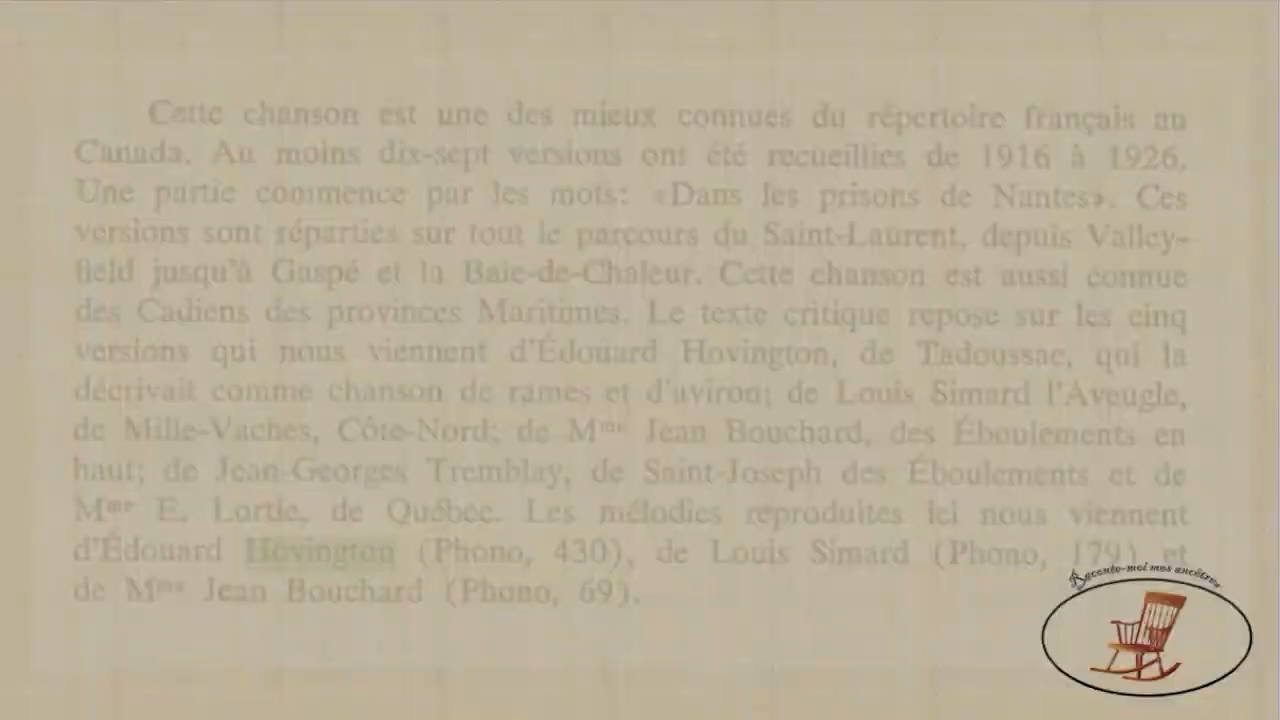 Cette chanson est une des mieux connues du répertoire français au
Canada. Au moins dix-sept versions ont été recueillies de 1916 à 1926.
Une partie commence par les mots: «Dans les prisons de Nantes». Ces
versions sont réparties sur tout le parcours du Saint-Laurent, depuis Valley-
field jusqu'à Gaspé et la Baie-de-Chaleur. Cette chanson est aussi connue
des Cadiens des provinces Maritimes. Le texte critique repose sur les cinq
versions qui nous viennent d'Édouard Hovington, de Tadoussac, qui la
décrivait comme chanson de rames et d'aviron; de Louis Simard l'Aveugle,
de Mille-Vaches, Côte-Nord; de Mme Jean Bouchard, des Éboulements en
haut; de Jean-Georges Tremblay, de Saint-Joseph des Éboulements et de
Mme E. Lortie, de Québec. Les mélodies reproduites ici nous viennent
d'Édouard Hovington (Phono, 430), de Louis Simard (Phono, 179) et
de Mme Jean Bouchard (Phono, 69).
Raconte-moi mes ancêtres